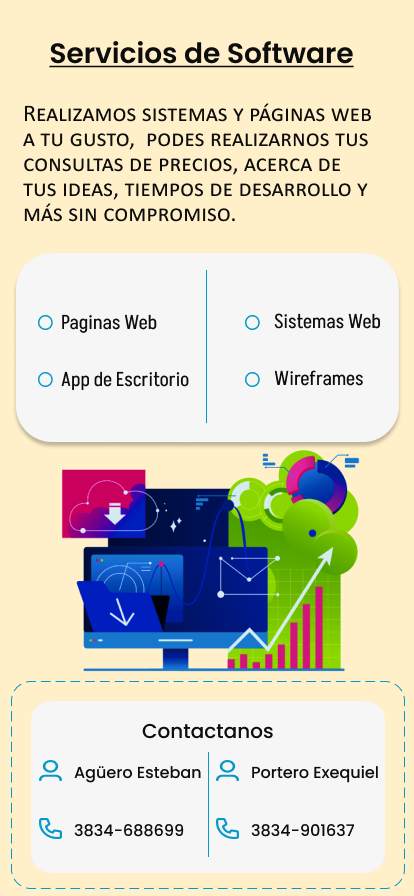 Servicios de Software
Realizamos sistemas y páginas web
a tu gusto, podes realizarnos tus
consultas de precios, acerca de
tus ideas, tiempos de desarrollo y
más sin compromiso.
Paginas Web
Sistemas Web
App de Escritorio
Wireframes
Contactanos
Agüero Esteban
Portero Exequiel
3834-688699
3834-901637